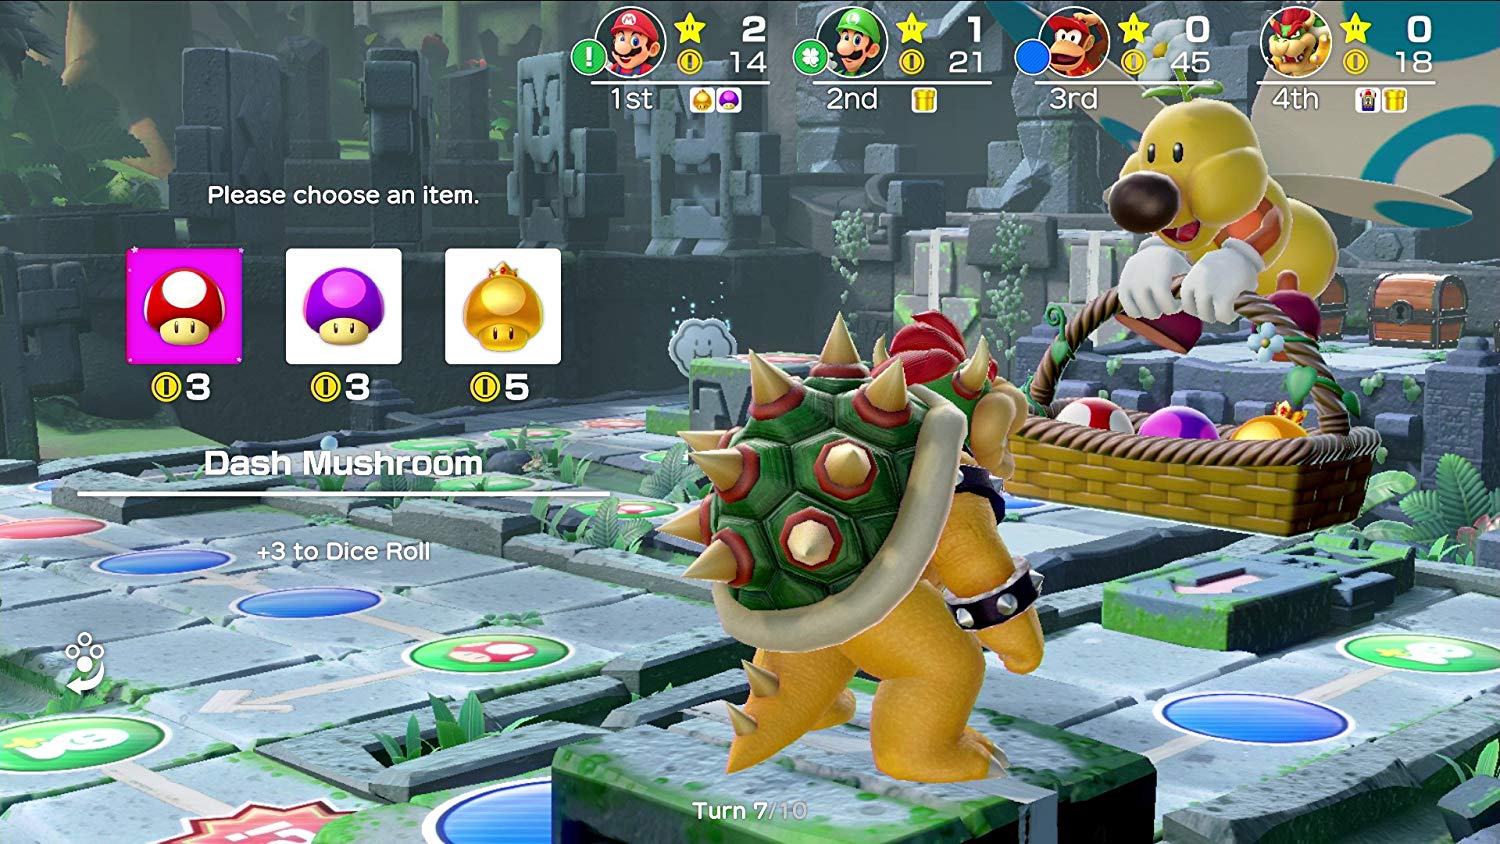 2
14
1st
1
21
2nd
0
45
3rd
0
18
4th
Please choose an item.
3
3
5
Dash Mushroom
+3 to Dice Roll
Turn 7/10